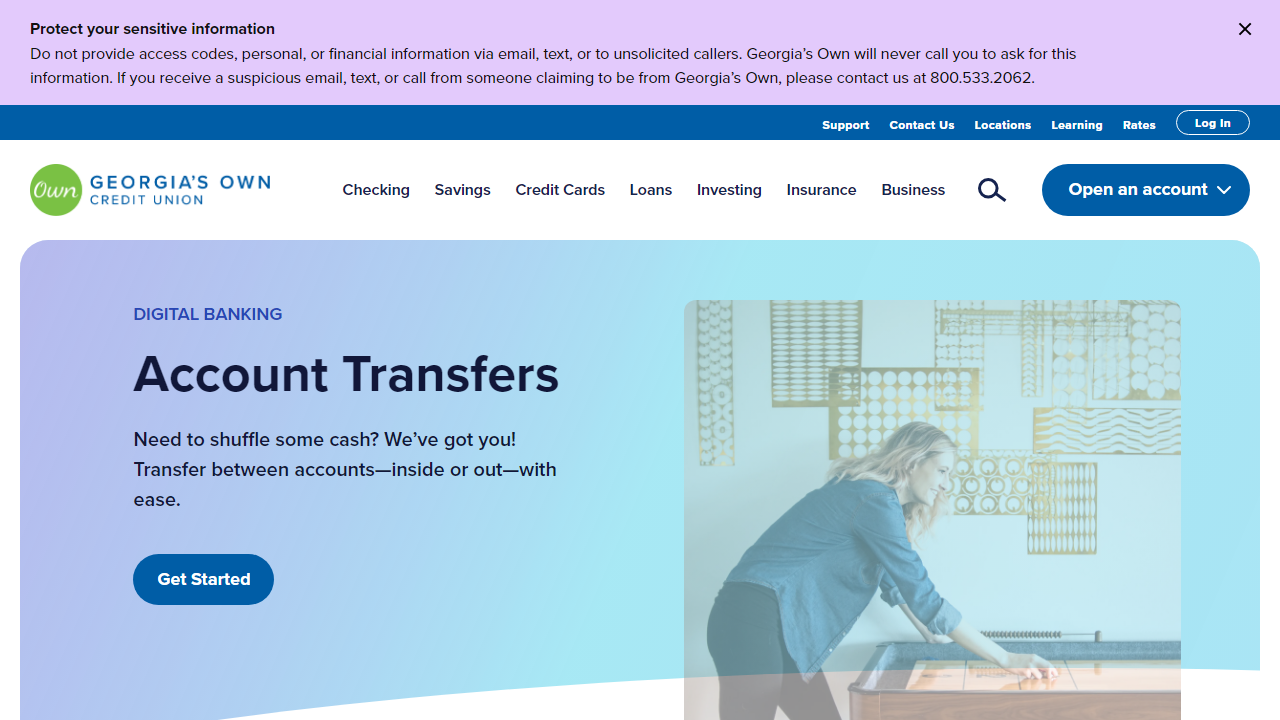 Protect your sensitive information
Do not provide access codes, personal, or financial information via email, text, or to unsolicited callers. Georgia’s Own will never call you to ask for this
information. If you receive a suspicious email, text, or call from someone claiming to be from Georgia’s Own, please contact us at 800.533.2062.
Support Contact Us Locations Learning Rates Log In
Own GEORGIA’S OWN
CREDIT UNION
Checking Savings Credit Cards Loans Investing Insurance Business Open an account
DIGITAL BANKING
Account Transfers
Need to shuffle some cash? We’ve got you!
Transfer between accounts—inside or out—with
ease.
Get Started